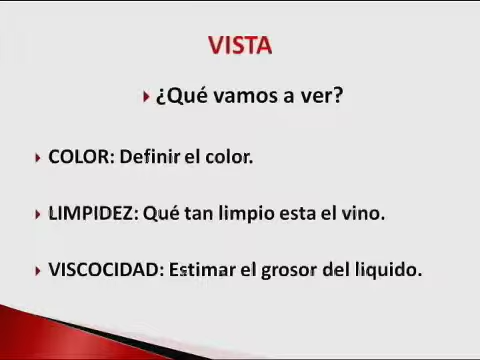 VISTA
¿Qué vamos a ver?
COLOR: Definir el color.
LIMPIDEZ: Qué tan limpio esta el vino.
VISCOCIDAD: Estimar el grosor del liquido.